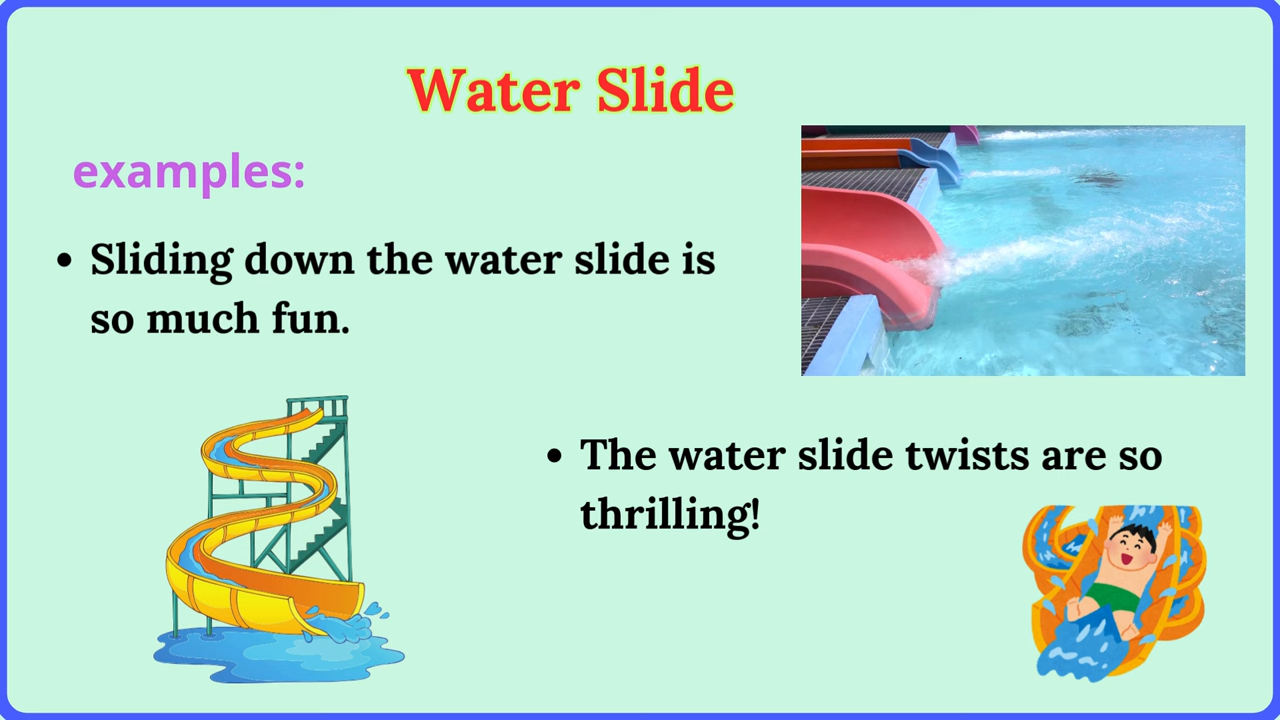 Water Slide
examples:
• Sliding down the water slide is
so much fun.
• The water slide twists are so
thrilling!